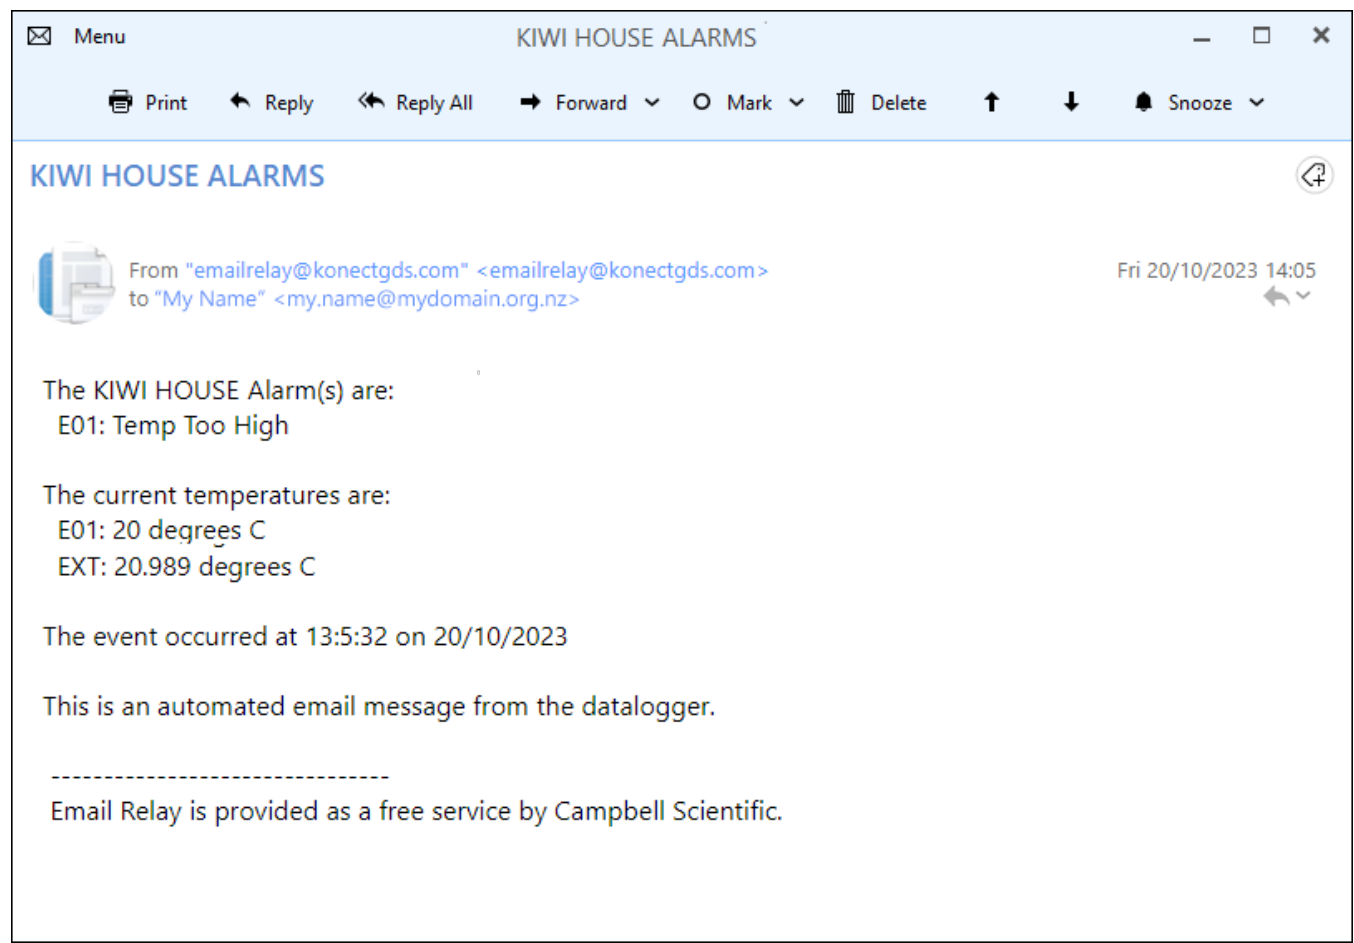 Menu
KIWI HOUSE ALARMS
Print Reply Reply All Forward Mark Delete Snooze
KIWI HOUSE ALARMS
From "emailrelay@konectgds.com" <emailrelay@konectgds.com>
Fri 20/10/2023 14:05
to "My Name" <my.name@mydomain.org.nz>
The KIWI HOUSE Alarm(s) are:
E01: Temp Too High
The current temperatures are:
E01: 20 degrees C
EXT: 20.989 degrees C
The event occurred at 13:5:32 on 20/10/2023
This is an automated email message from the datalogger.
--------------------------------
Email Relay is provided as a free service by Campbell Scientific.